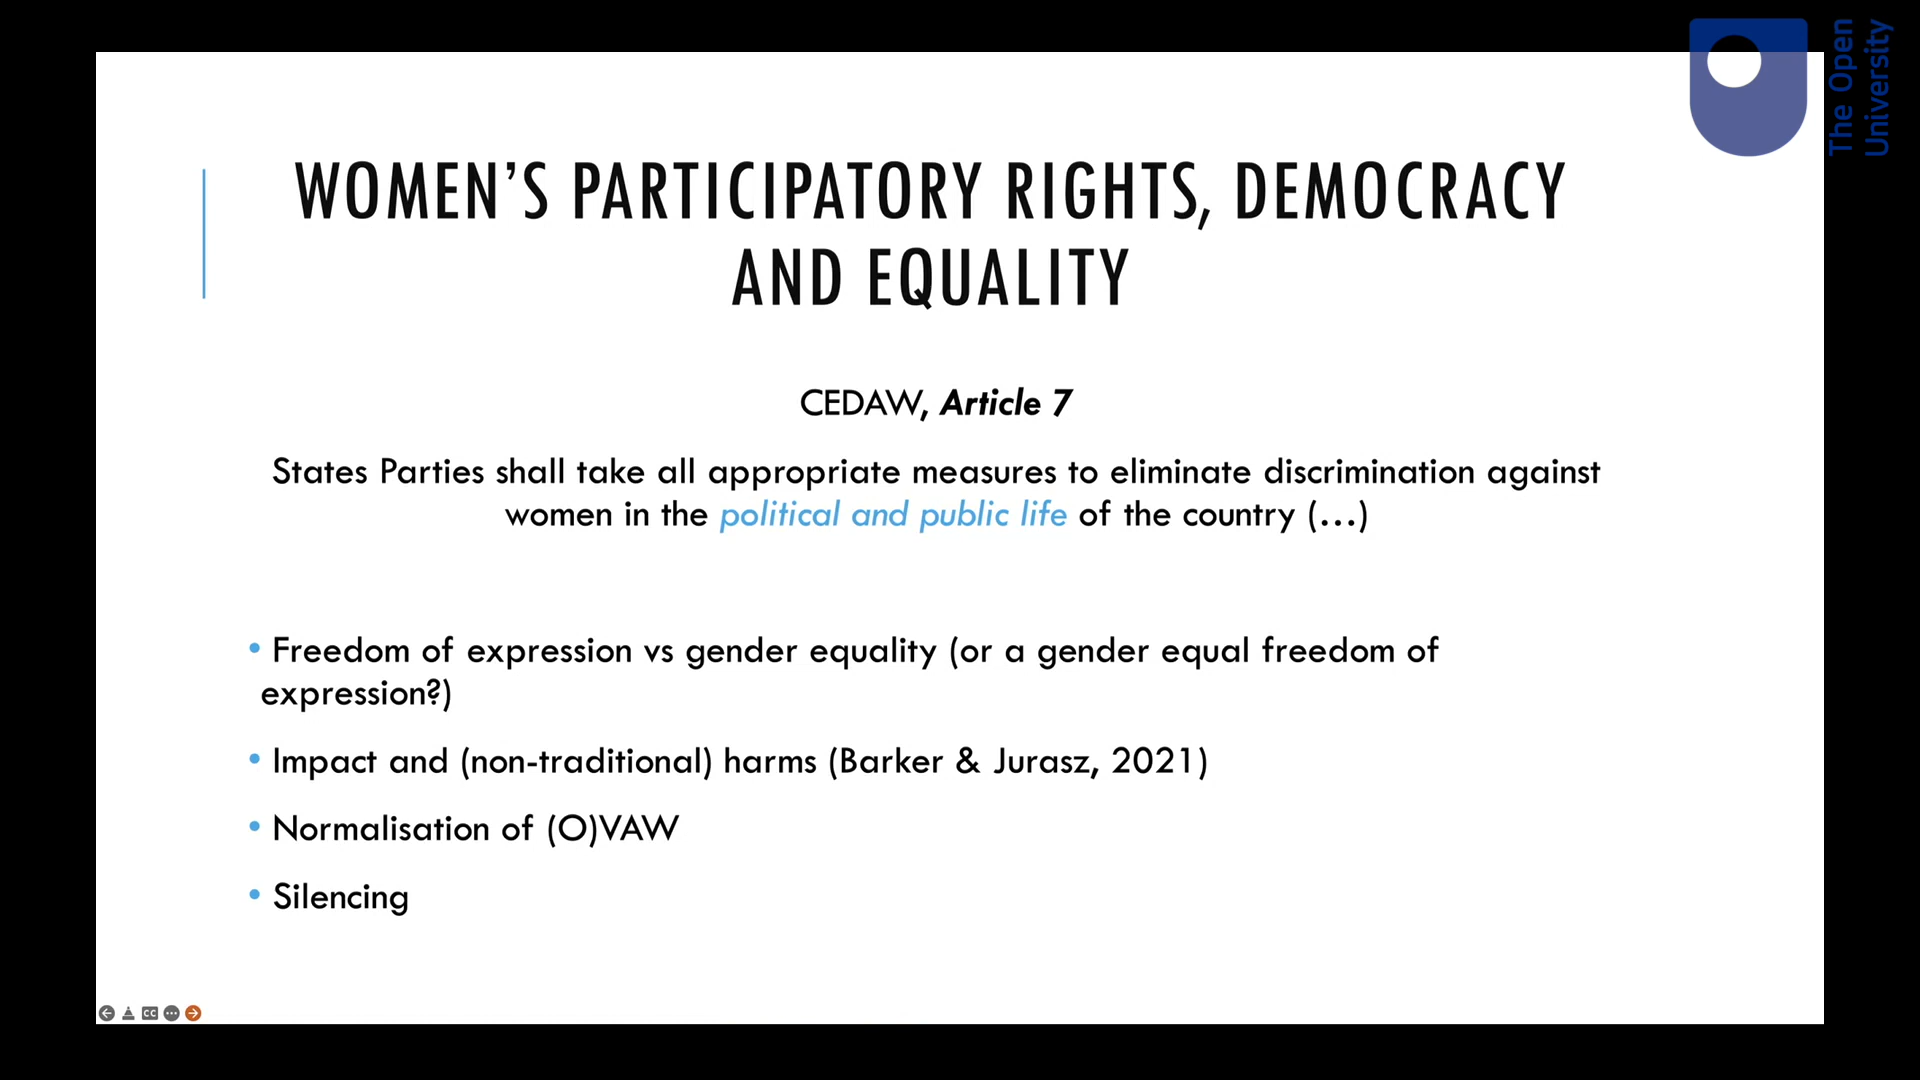 The Open
University
WOMEN’S PARTICIPATORY RIGHTS, DEMOCRACY
AND EQUALITY
CEDAW, Article 7
States Parties shall take all appropriate measures to eliminate discrimination against
women in the political and public life of the country (…)
• Freedom of expression vs gender equality (or a gender equal freedom of
expression?)
• Impact and (non-traditional) harms (Barker & Jurasz, 2021)
• Normalisation of (O)VAW
• Silencing
CC